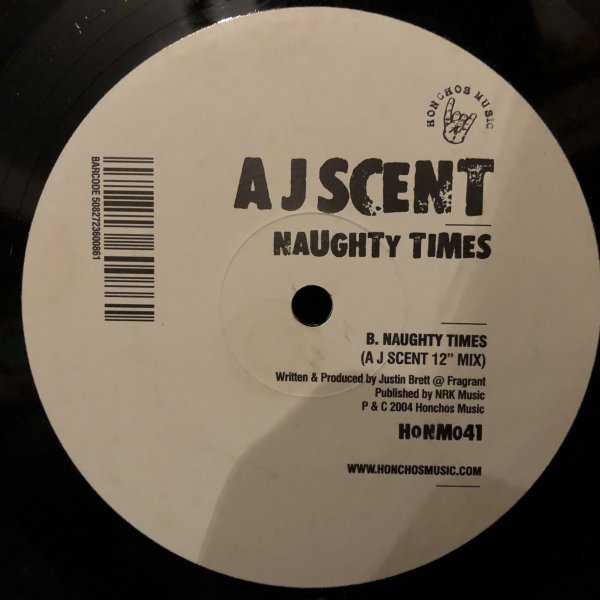 HONCHOS MUSIC
A J SCENT
NAUGHTY TIMES
BARCODE 5082723600861
B. NAUGHTY TIMES
(A J SCENT 12" MIX)
Written & Produced by Justin Brett @ Fragrant
Published by NRK Music
P & C 2004 Honchos Music
HONM041
WWW.HONCHOSMUSIC.COM